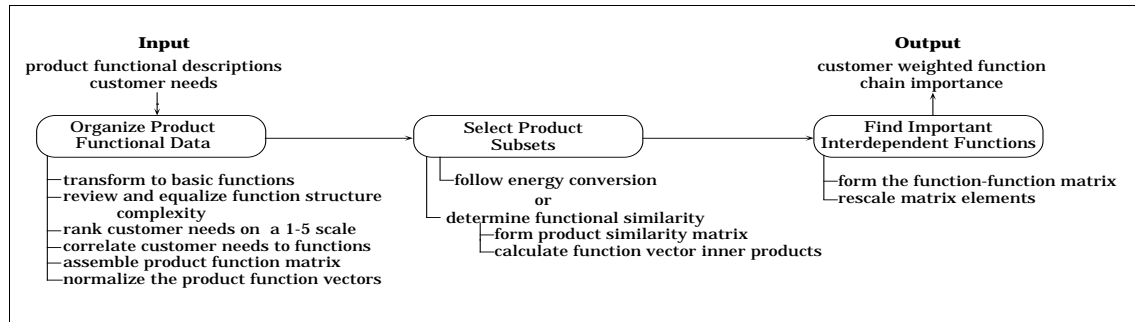 Input
product functional descriptions
customer needs
Organize Product
Functional Data
transform to basic functions
review and equalize function structure
complexity
rank customer needs on a 1-5 scale
correlate customer needs to functions
assemble product function matrix
normalize the product function vectors
Select Product
Subsets
follow energy conversion
or
determine functional similarity
form product similarity matrix
calculate function vector inner products
Output
customer weighted function
chain importance
Find Important
Interdependent Functions
form the function-function matrix
rescale matrix elements